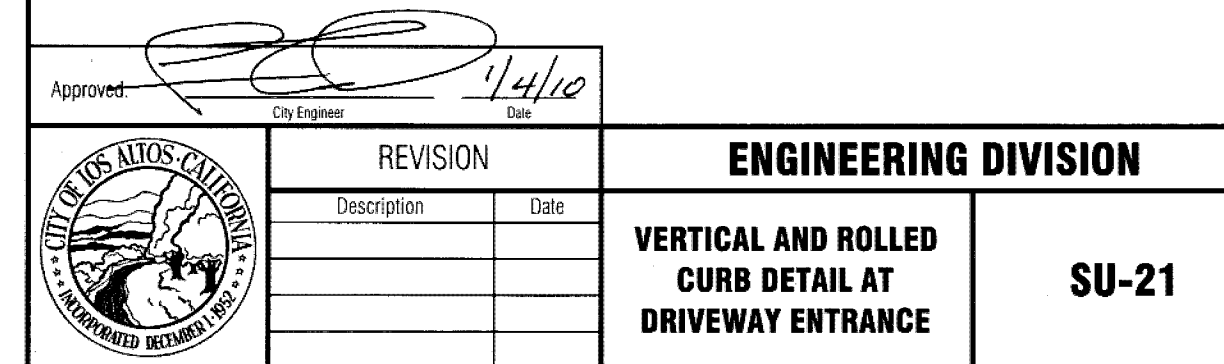 Approved:
1/4/10
City Engineer
Date
CITY OF LOS ALTOS · CALIFORNIA
INCORPORATED DECEMBER 1 · 1952
REVISION
Description
Date
ENGINEERING DIVISION
VERTICAL AND ROLLED
CURB DETAIL AT
DRIVEWAY ENTRANCE
SU-21